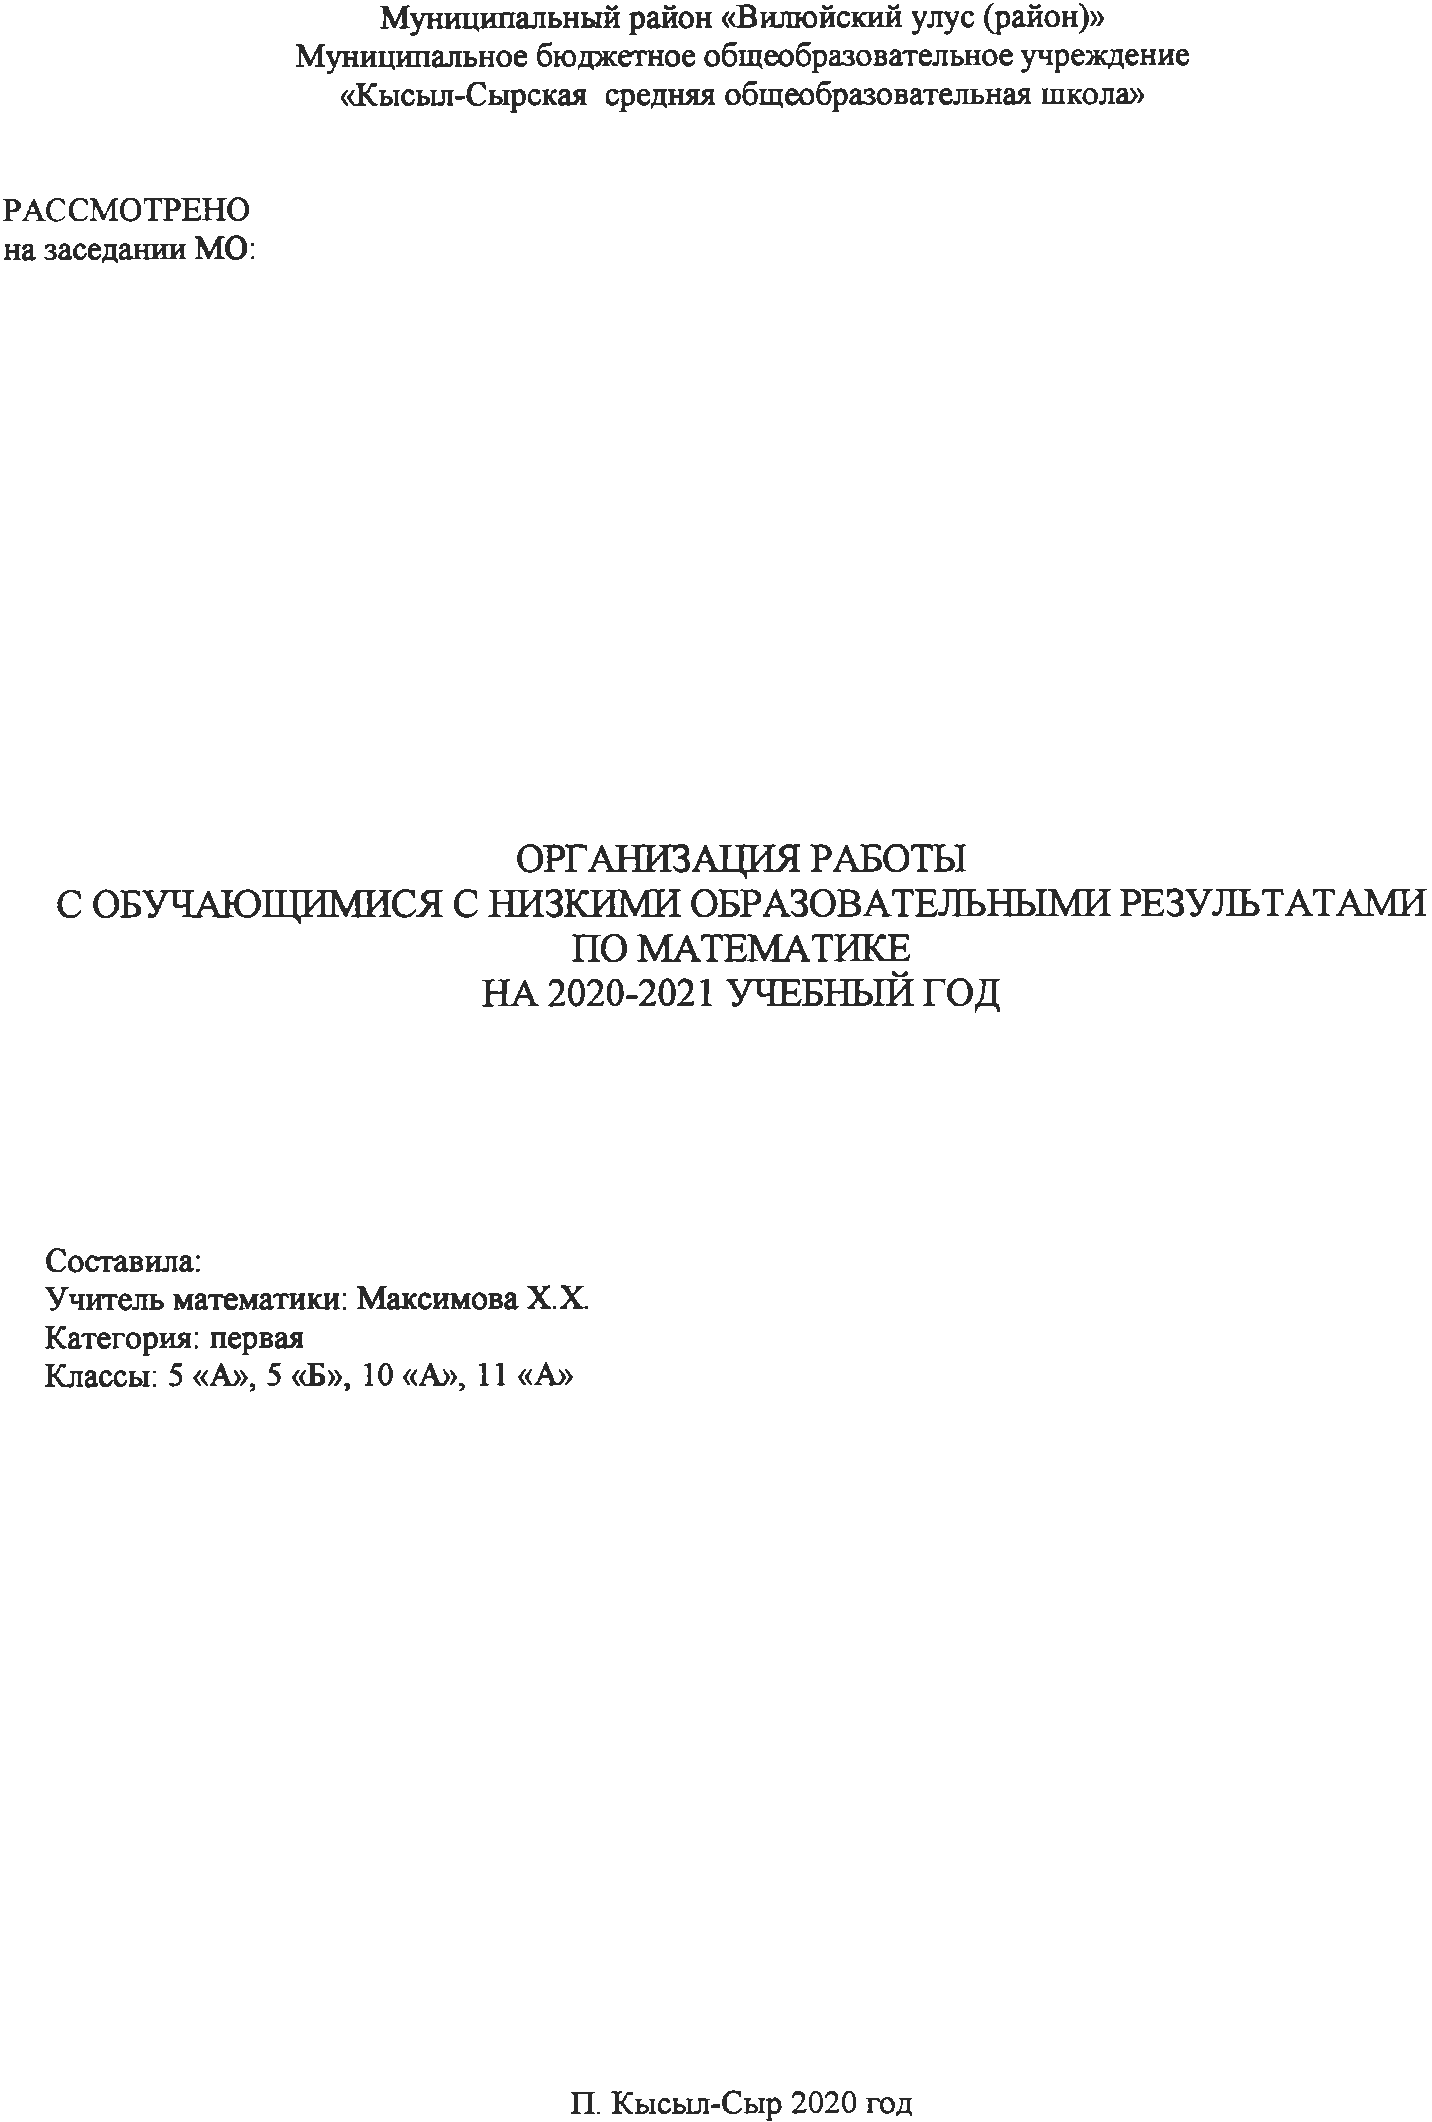 Муниципальный район «Вилюйский улус (район)»
Муниципальное бюджетное общеобразовательное учреждение
«Кысыл-Сырская средняя общеобразовательная школа»
РАССМОТРЕНО
на заседании МО:
ОРГАНИЗАЦИЯ РАБОТЫ
С ОБУЧАЮЩИМИСЯ С НИЗКИМИ ОБРАЗОВАТЕЛЬНЫМИ РЕЗУЛЬТАТАМИ
ПО МАТЕМАТИКЕ
НА 2020-2021 УЧЕБНЫЙ ГОД
Составила:
Учитель математики: Максимова Х.Х.
Категория: первая
Классы: 5 «А», 5 «Б», 10 «А», 11 «А»
П. Кысыл-Сыр 2020 год